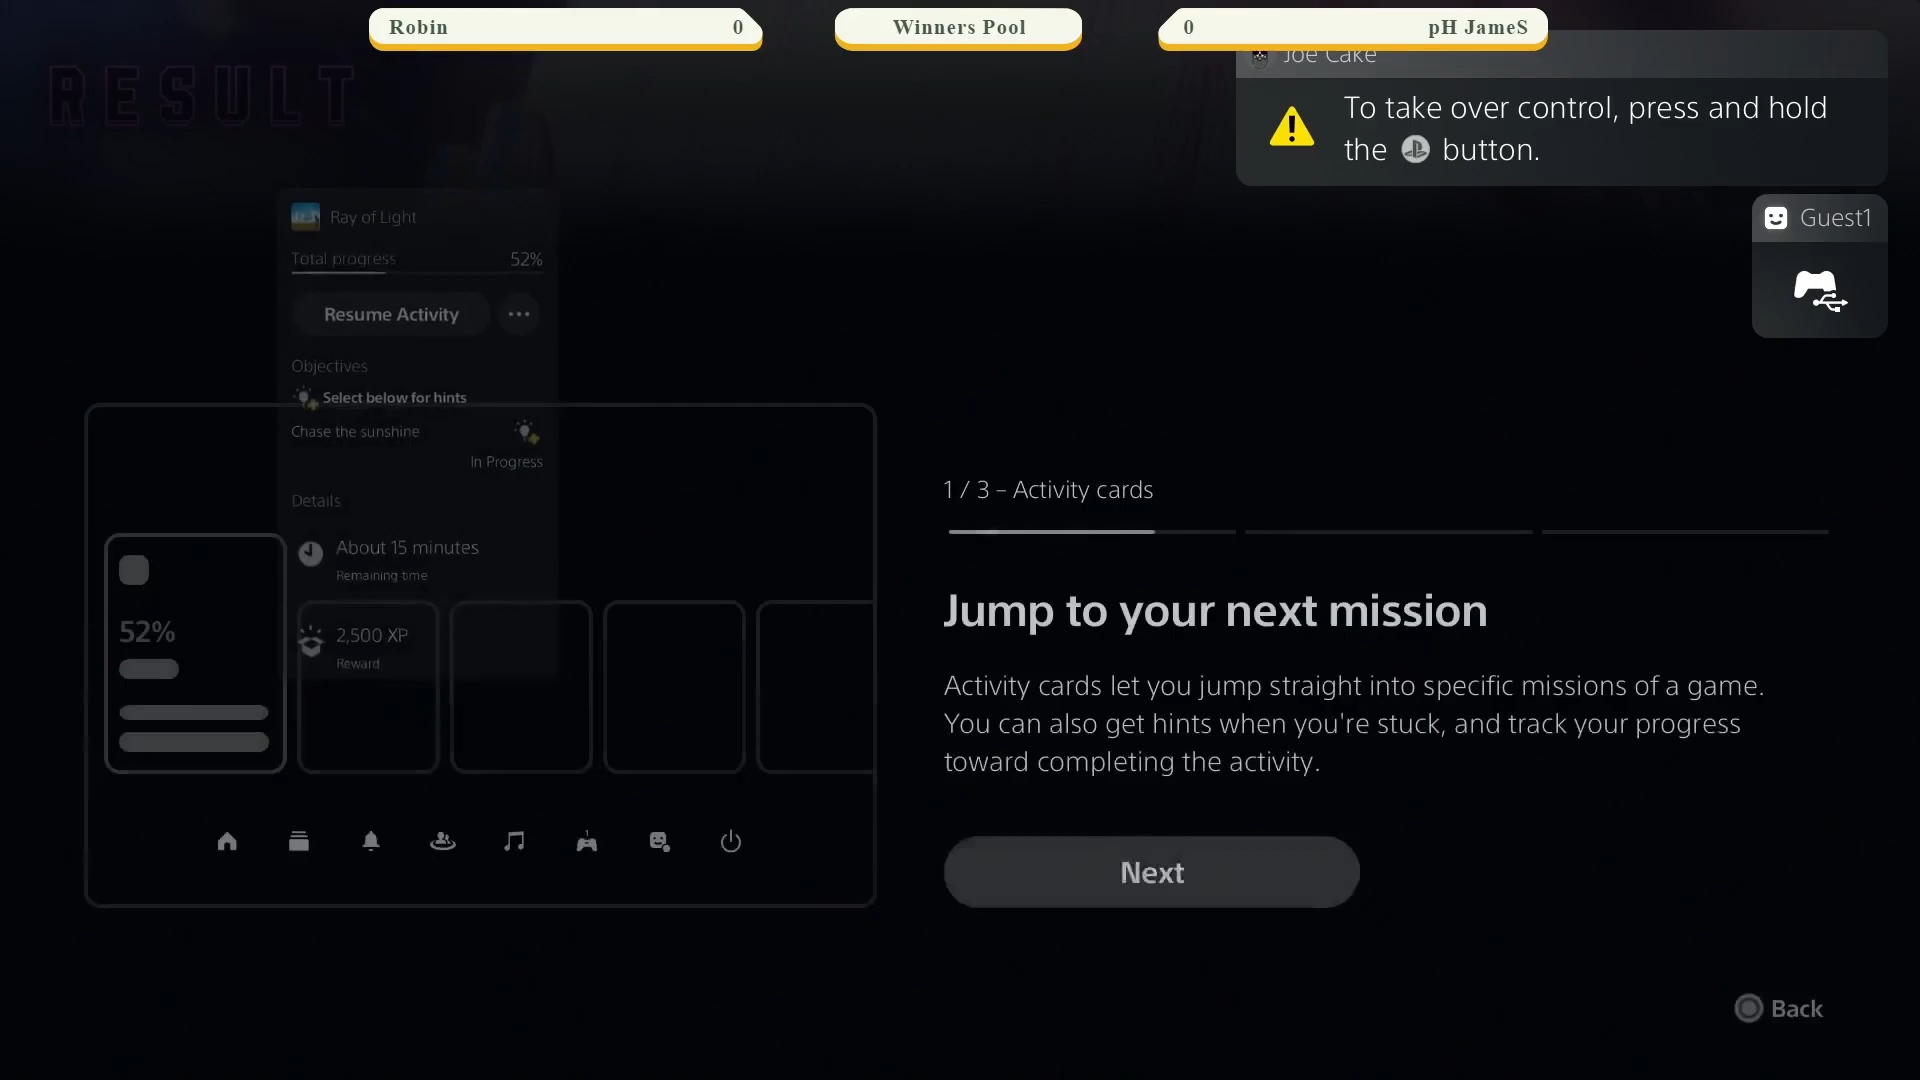 Robin 0
Winners Pool
0 pH JameS
RESULT
Joe Cake
To take over control, press and hold
the button.
Guest1
Ray of Light
Total progress 52%
Resume Activity
Objectives
Select below for hints
Chase the sunshine
In Progress
Details
About 15 minutes
Remaining time
52%
2,500 XP
Reward
1
1 / 3 – Activity cards
Jump to your next mission
Activity cards let you jump straight into specific missions of a game.
You can also get hints when you're stuck, and track your progress
toward completing the activity.
Next
Back